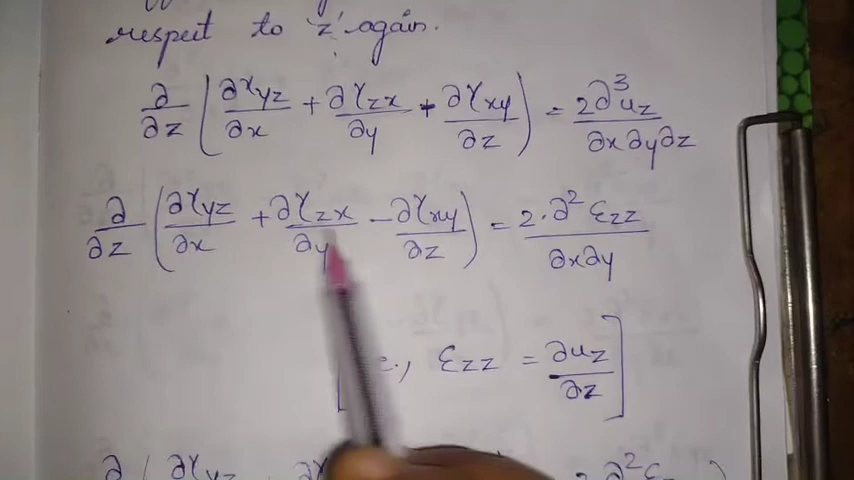 respect to 'z' again.
∂/∂z (∂γyz/∂x + ∂γzx/∂y - ∂γxy/∂z) = 2∂³uz/∂x∂y∂z
∂/∂z (∂γyz/∂x + ∂γzx/∂y - ∂γxy/∂z) = 2·∂²εzz/∂x∂y
εzz = ∂uz/∂z]